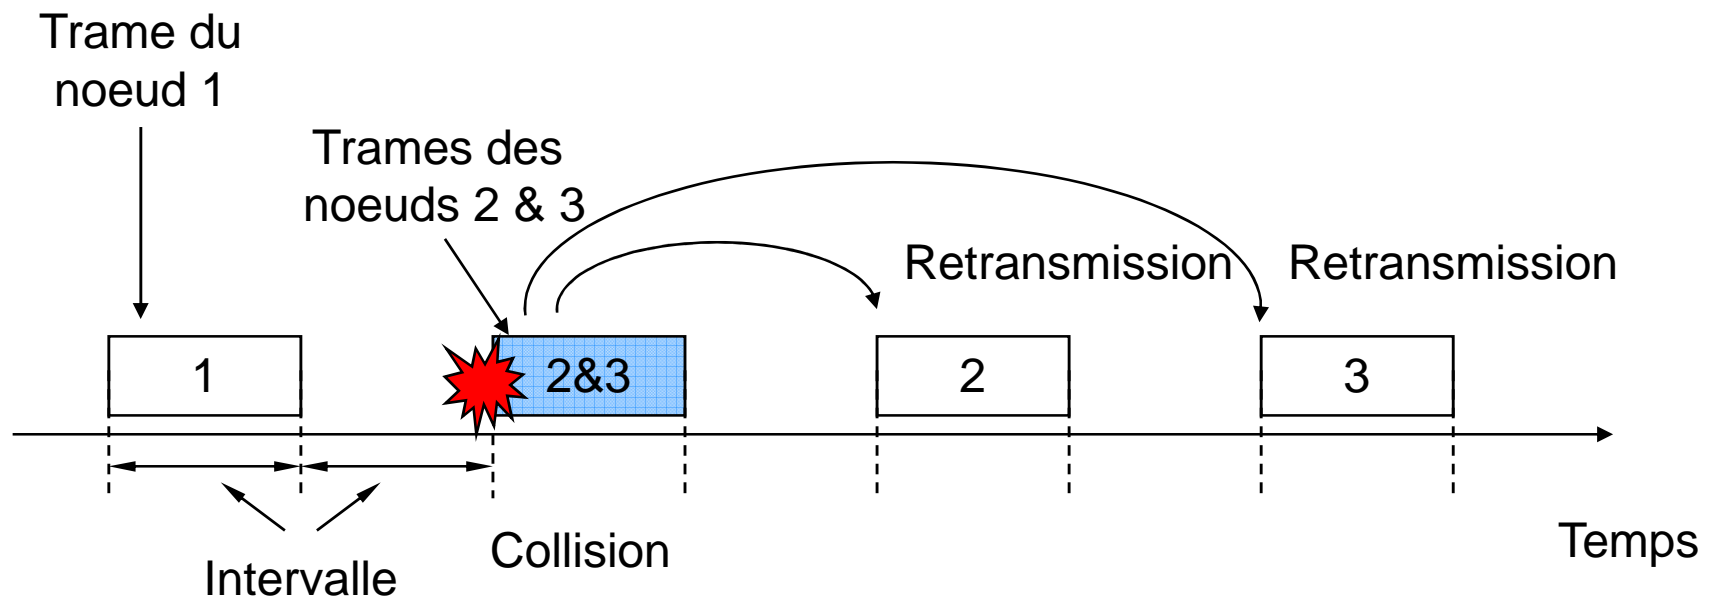 Trame du
noeud 1
Trames des
noeuds 2 & 3
Retransmission
Retransmission
1
2&3
2
3
Intervalle
Collision
Temps